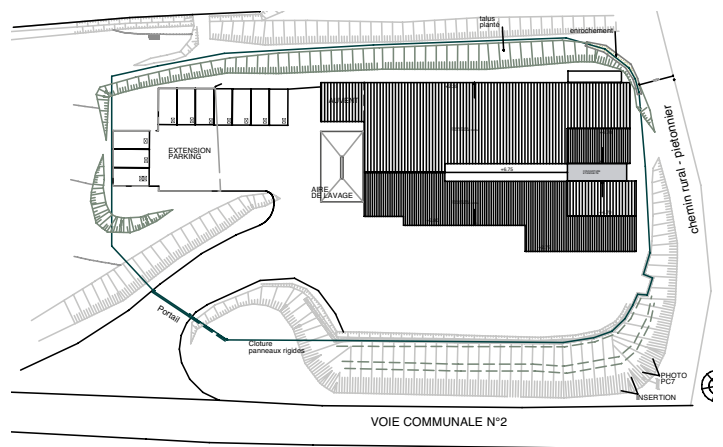 talus
planté
enrochement
AUVENT
EXTENSION
PARKING
+6.75
AIRE
DE LAVAGE
chemin rural - pietonnier
Portail
Cloture
panneaux rigides
PHOTO
PC7
INSERTION
VOIE COMMUNALE N°2